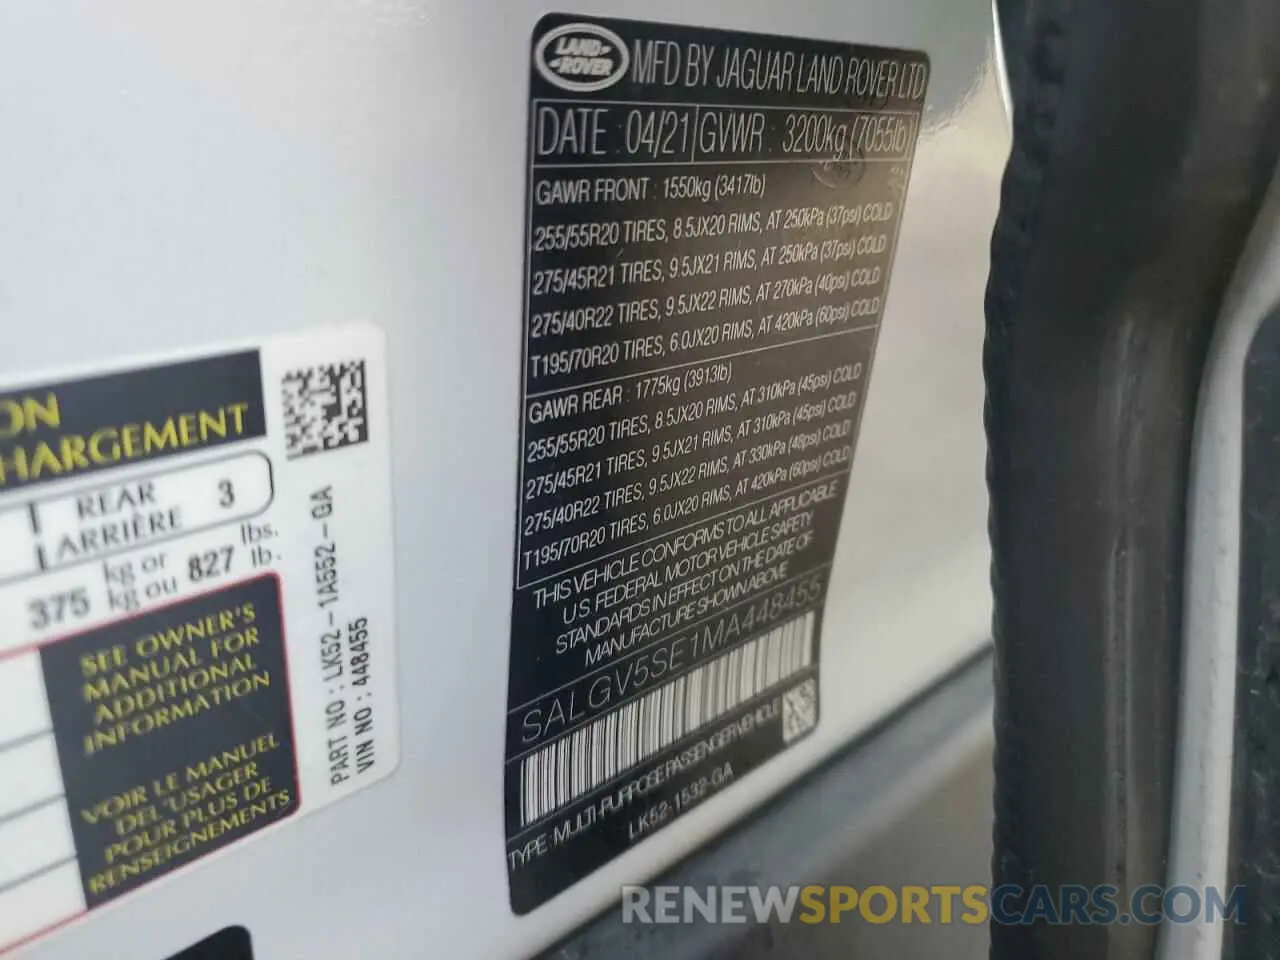 LAND-
-ROVER
MFD BY JAGUAR LAND ROVER LTD
DATE : 04/21 GVWR : 3200kg (7055lb)
GAWR FRONT : 1550kg (3417lb)
255/55R20 TIRES, 8.5JX20 RIMS, AT 250kPa (37psi) COLD
275/45R21 TIRES, 9.5JX21 RIMS, AT 250kPa (37psi) COLD
275/40R22 TIRES, 9.5JX22 RIMS, AT 270kPa (40psi) COLD
T195/70R20 TIRES, 6.0JX20 RIMS, AT 420kPa (60psi) COLD
GAWR REAR : 1775kg (3913lb)
255/55R20 TIRES, 8.5JX20 RIMS, AT 310kPa (45psi) COLD
275/45R21 TIRES, 9.5JX21 RIMS, AT 310kPa (45psi) COLD
275/40R22 TIRES, 9.5JX22 RIMS, AT 330kPa (48psi) COLD
T195/70R20 TIRES, 6.0JX20 RIMS, AT 420kPa (60psi) COLD
THIS VEHICLE CONFORMS TO ALL APPLICABLE
U.S. FEDERAL MOTOR VEHICLE SAFETY
STANDARDS IN EFFECT ON THE DATE OF
MANUFACTURE SHOWN ABOVE
SALGV5SE1MA448455
TYPE : MULTI-PURPOSE PASSENGER VEHICLE
LK52-1532-GA
ON
HARGEMENT
REAR
ARRIÈRE 3
375 kg or
kg ou 827 lbs.
lb.
SEE OWNER'S
MANUAL FOR
ADDITIONAL
INFORMATION
VOIR LE MANUEL
DE L'USAGER
POUR PLUS DE
RENSEIGNEMENTS
PART NO : LK52-1A552-GA
VIN NO : 448455
RENEWSPORTSCARS.COM